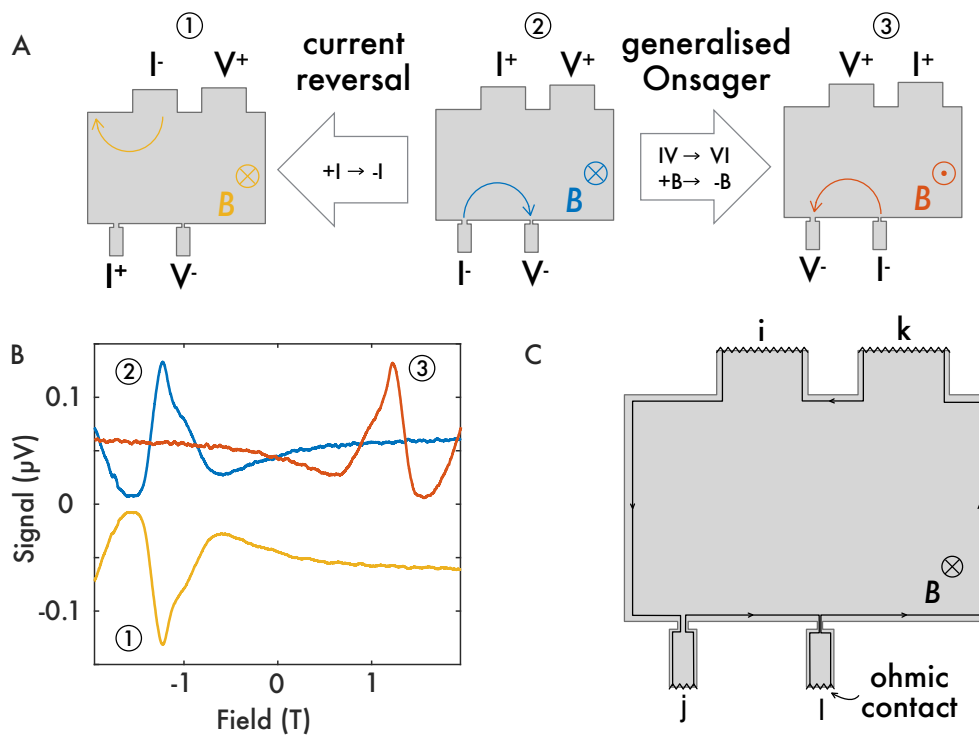 A
①
②
③
I⁻
V⁺
current
reversal
I⁺
V⁺
generalised
Onsager
V⁺
I⁺
+I → -I
IV → VI
+B → -B
B
B
B
I⁺
V⁻
I⁻
V⁻
V⁻
I⁻
B
②
③
①
0.1
0
-0.1
Signal (µV)
-1
0
1
Field (T)
C
i
k
B
j
l
ohmic
contact